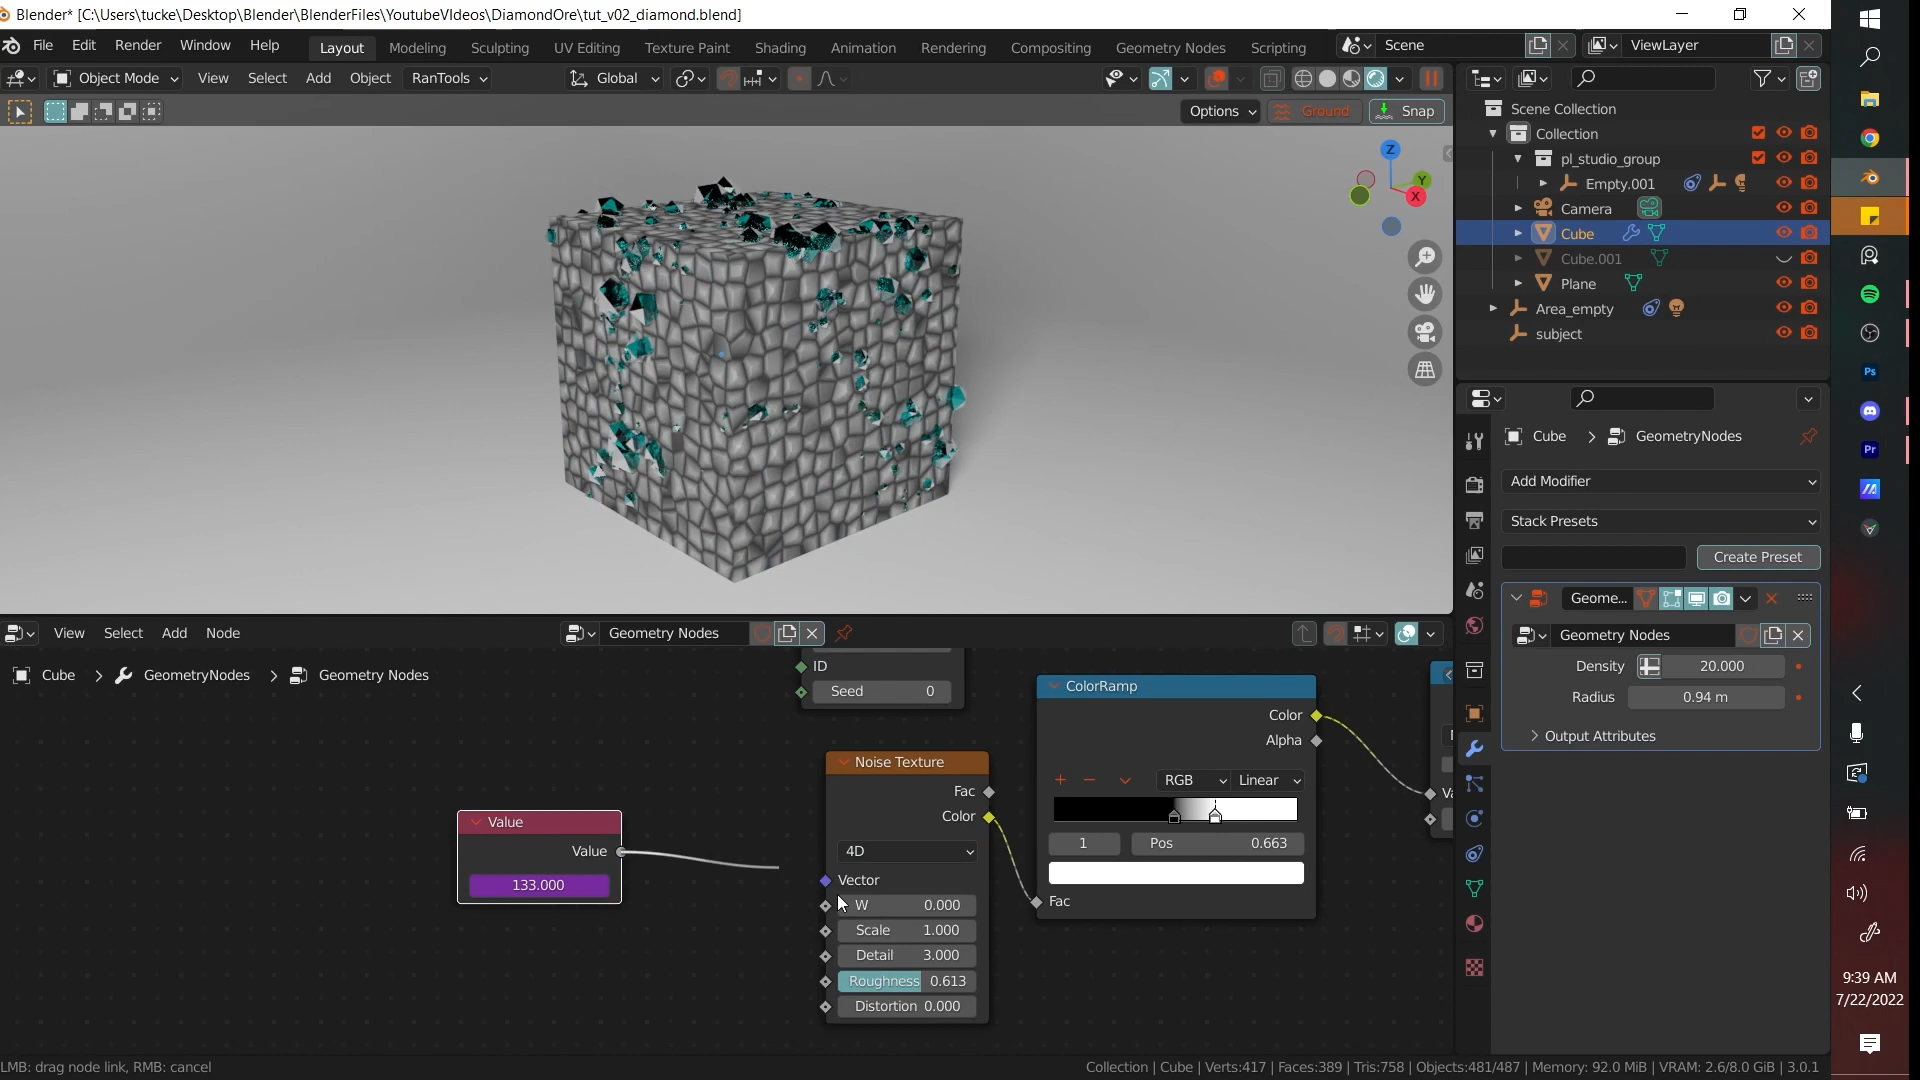 Blender* [C:\Users\tucke\Desktop\Blender\BlenderFiles\YoutubeVIdeos\DiamondOre\tut_v02_diamond.blend]
File Edit Render Window Help
Layout Modeling Sculpting UV Editing Texture Paint Shading Animation Rendering Compositing Geometry Nodes Scripting
Scene
ViewLayer
Object Mode View Select Add Object RanTools
Global
Options Ground Snap
Z
Y
X
Scene Collection
Collection
pl_studio_group
Empty.001
Camera
Cube
Cube.001
Plane
Area_empty
subject
Cube > GeometryNodes
Add Modifier
Stack Presets
Create Preset
Geome...
Geometry Nodes
Density 20.000
Radius 0.94 m
Output Attributes
View Select Add Node
Geometry Nodes
Cube > GeometryNodes > Geometry Nodes
ID
Seed 0
Value
Value
133.000
Noise Texture
Fac
Color
4D
Vector
W 0.000
Scale 1.000
Detail 3.000
Roughness 0.613
Distortion 0.000
ColorRamp
Color
Alpha
RGB Linear
1 Pos 0.663
Fac
LMB: drag node link, RMB: cancel
Collection | Cube | Verts:417 | Faces:389 | Tris:758 | Objects:481/487 | Memory: 92.0 MiB | VRAM: 2.6/8.0 GiB | 3.0.1
Ps
Pr
9:39 AM
7/22/2022